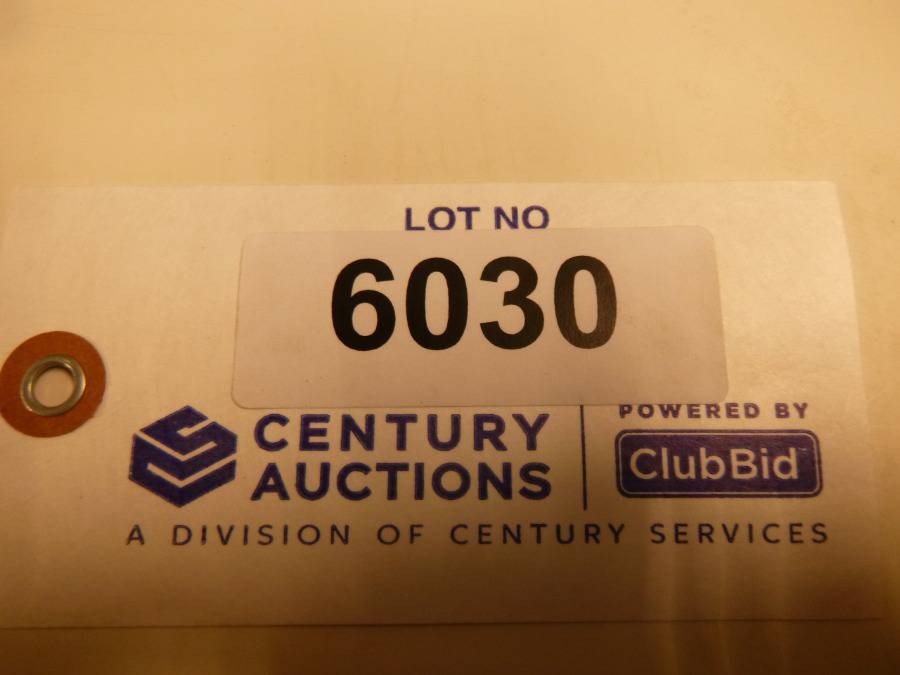 LOT NO
6030
CENTURY
AUCTIONS
POWERED BY
ClubBid
A DIVISION OF CENTURY SERVICES